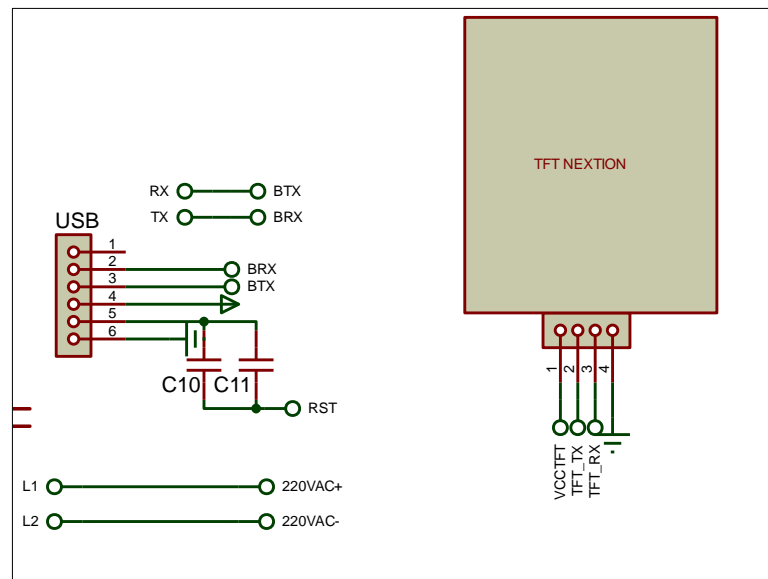 TFT NEXTION
RX BTX
TX BRX
USB
1
2 BRX
3 BTX
4
5
6
C10 C11
RST
1 2 3 4
VCCTFT
TFT_TX
TFT_RX
L1 220VAC+
L2 220VAC-